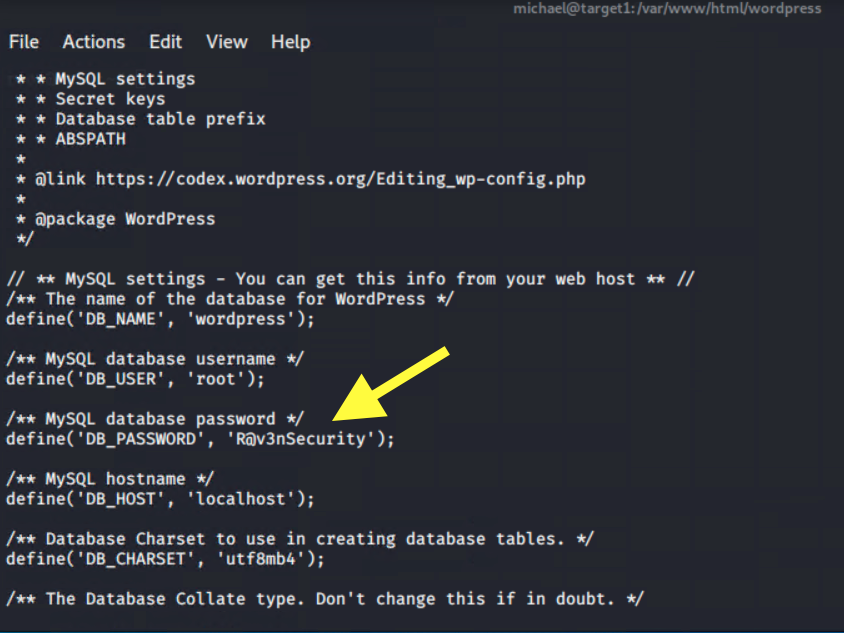 michael@target1:/var/www/html/wordpress
File Actions Edit View Help
* * MySQL settings
* * Secret keys
* * Database table prefix
* * ABSPATH
*
* @link https://codex.wordpress.org/Editing_wp-config.php
*
* @package WordPress
*/
// ** MySQL settings - You can get this info from your web host ** //
/** The name of the database for WordPress */
define('DB_NAME', 'wordpress');
/** MySQL database username */
define('DB_USER', 'root');
/** MySQL database password */
define('DB_PASSWORD', 'R@v3nSecurity');
/** MySQL hostname */
define('DB_HOST', 'localhost');
/** Database Charset to use in creating database tables. */
define('DB_CHARSET', 'utf8mb4');
/** The Database Collate type. Don't change this if in doubt. */